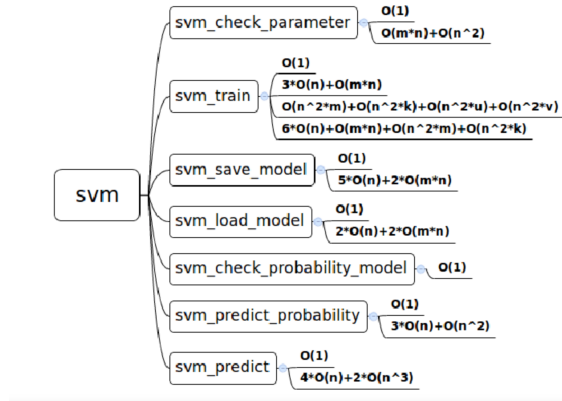 svm
svm_check_parameter
O(1)
O(m*n)+O(n^2)
svm_train
O(1)
3*O(n)+O(m*n)
O(n^2*m)+O(n^2*k)+O(n^2*u)+O(n^2*v)
6*O(n)+O(m*n)+O(n^2*m)+O(n^2*k)
svm_save_model
O(1)
5*O(n)+2*O(m*n)
svm_load_model
O(1)
2*O(n)+2*O(m*n)
svm_check_probability_model
O(1)
svm_predict_probability
O(1)
3*O(n)+O(n^2)
svm_predict
O(1)
4*O(n)+2*O(n^3)